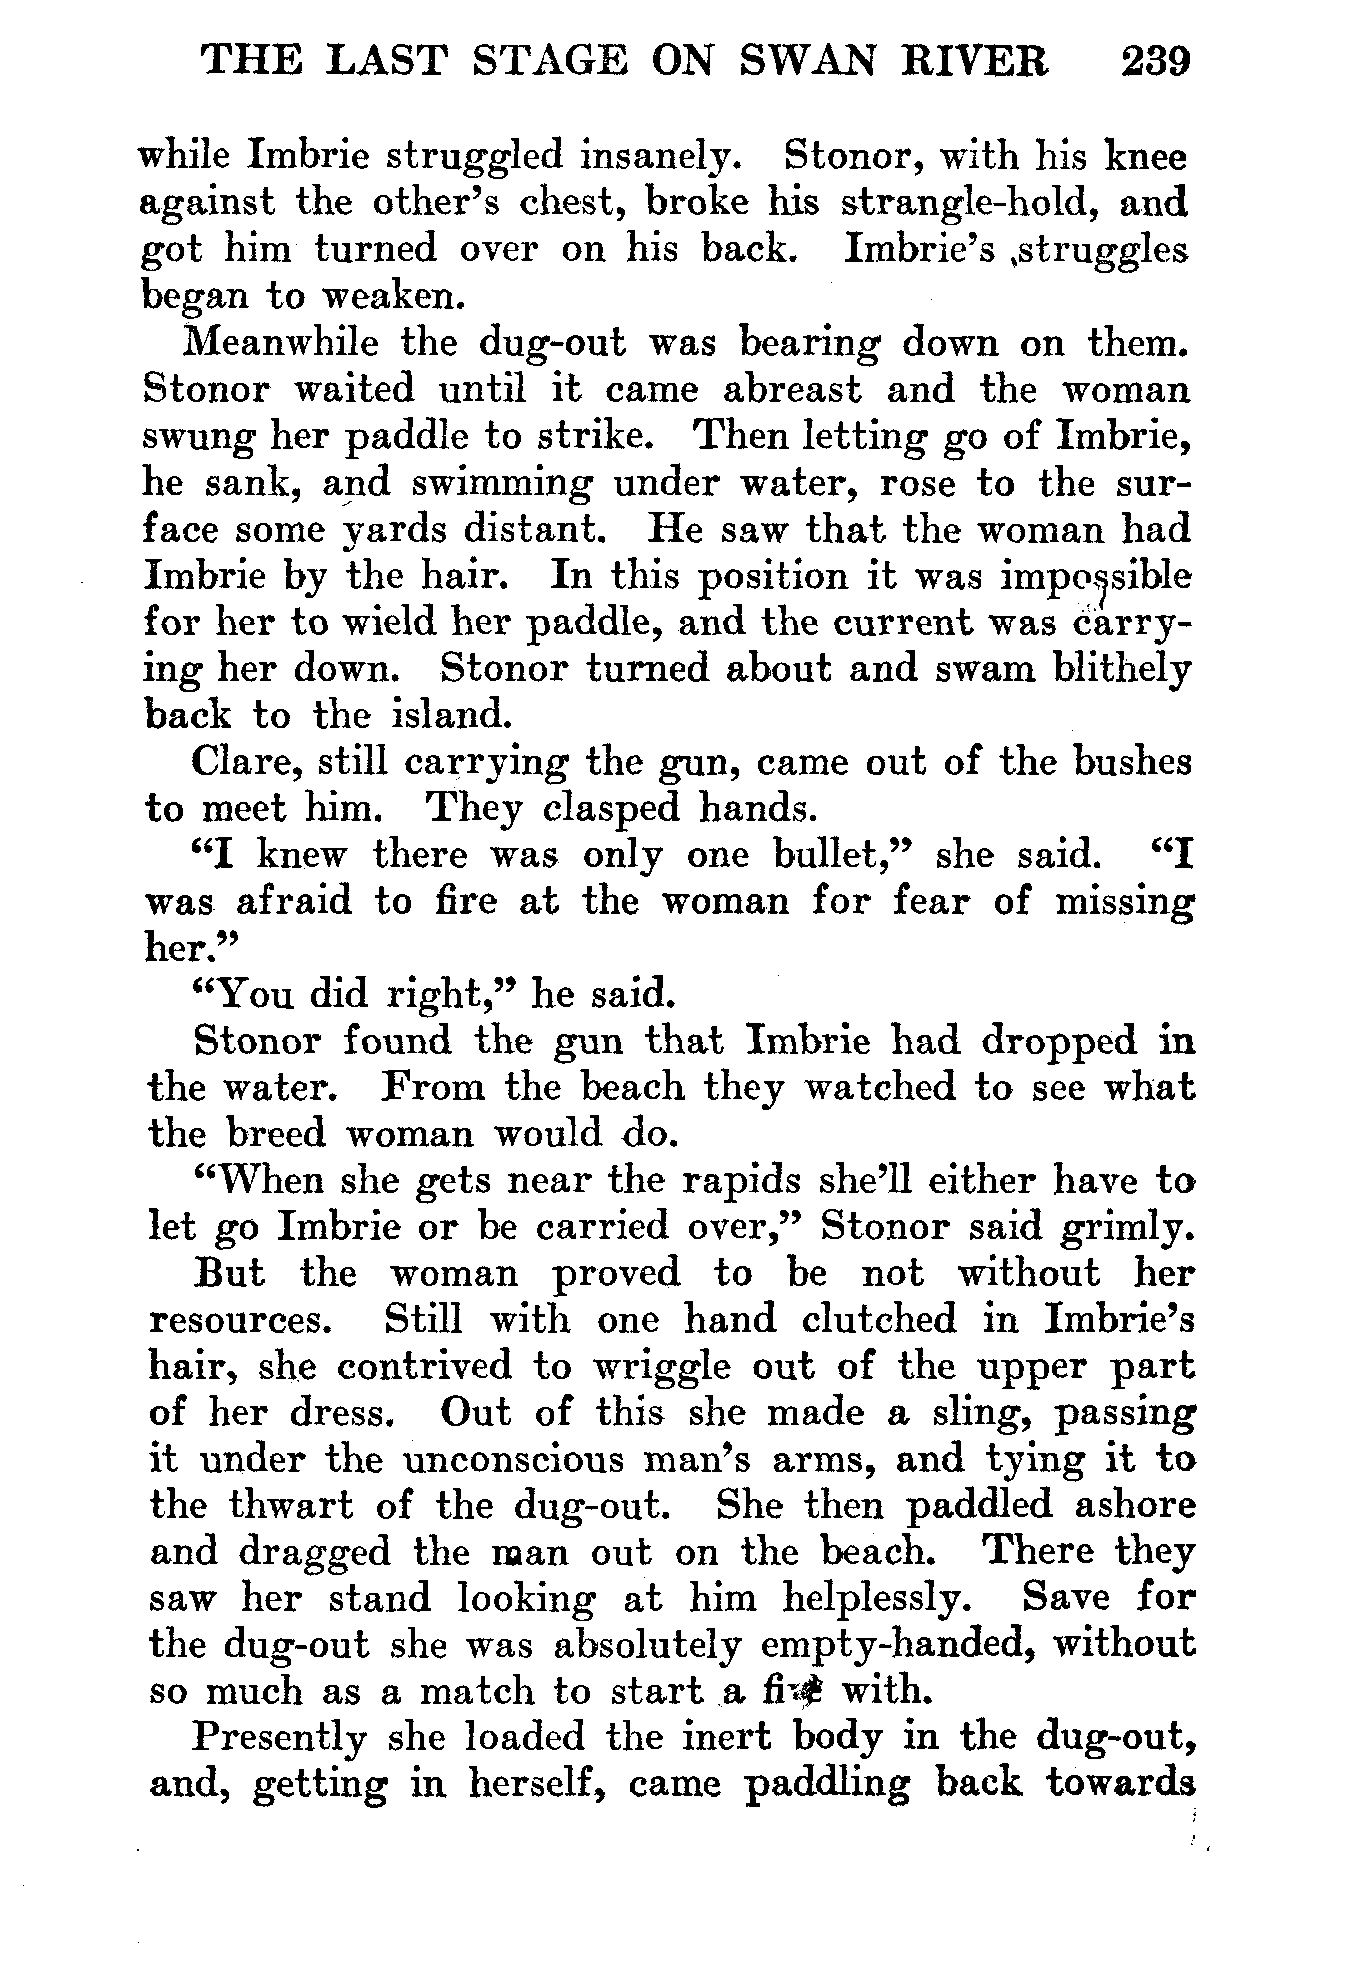 THE LAST STAGE ON SWAN RIVER 239
while Imbrie struggled insanely. Stonor, with his knee
against the other's chest, broke his strangle-hold, and
got him turned over on his back. Imbrie's struggles
began to weaken.
Meanwhile the dug-out was bearing down on them.
Stonor waited until it came abreast and the woman
swung her paddle to strike. Then letting go of Imbrie,
he sank, and swimming under water, rose to the sur-
face some yards distant. He saw that the woman had
Imbrie by the hair. In this position it was impossible
for her to wield her paddle, and the current was carry-
ing her down. Stonor turned about and swam blithely
back to the island.
Clare, still carrying the gun, came out of the bushes
to meet him. They clasped hands.
"I knew there was only one bullet," she said. "I
was afraid to fire at the woman for fear of missing
her."
"You did right," he said.
Stonor found the gun that Imbrie had dropped in
the water. From the beach they watched to see what
the breed woman would do.
"When she gets near the rapids she'll either have to
let go Imbrie or be carried over," Stonor said grimly.
But the woman proved to be not without her
resources. Still with one hand clutched in Imbrie's
hair, she contrived to wriggle out of the upper part
of her dress. Out of this she made a sling, passing
it under the unconscious man's arms, and tying it to
the thwart of the dug-out. She then paddled ashore
and dragged the man out on the beach. There they
saw her stand looking at him helplessly. Save for
the dug-out she was absolutely empty-handed, without
so much as a match to start a fire with.
Presently she loaded the inert body in the dug-out,
and, getting in herself, came paddling back towards